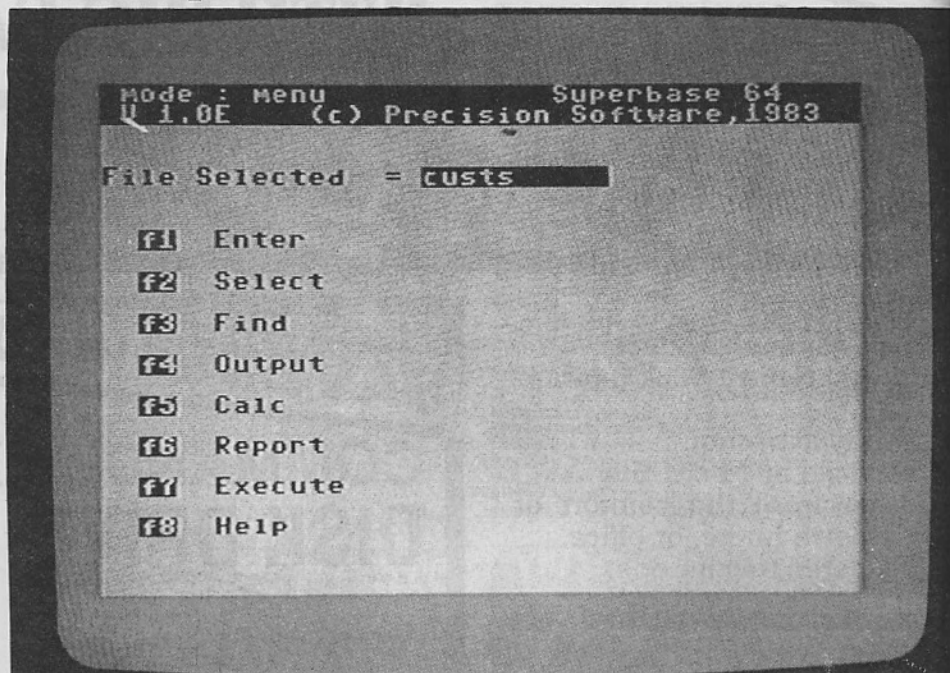 Mode : Menu Superbase 64
V 1.0E (c) Precision Software,1983
File Selected = custs
f1 Enter
f2 Select
f3 Find
f4 Output
f5 Calc
f6 Report
f7 Execute
f8 Help